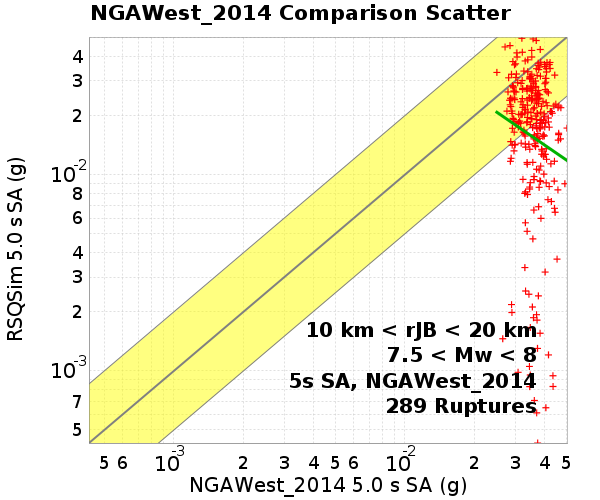 NGAWest_2014 Comparison Scatter
RSQSim 5.0 s SA (g)
4
3
2
10-2
8
6
4
3
2
10-3
7
5
10 km < rJB < 20 km
7.5 < Mw < 8
5s SA, NGAWest_2014
289 Ruptures
5 6 10-3 2 3 4 5 6 8 10-2 2 3 4 5
NGAWest_2014 5.0 s SA (g)